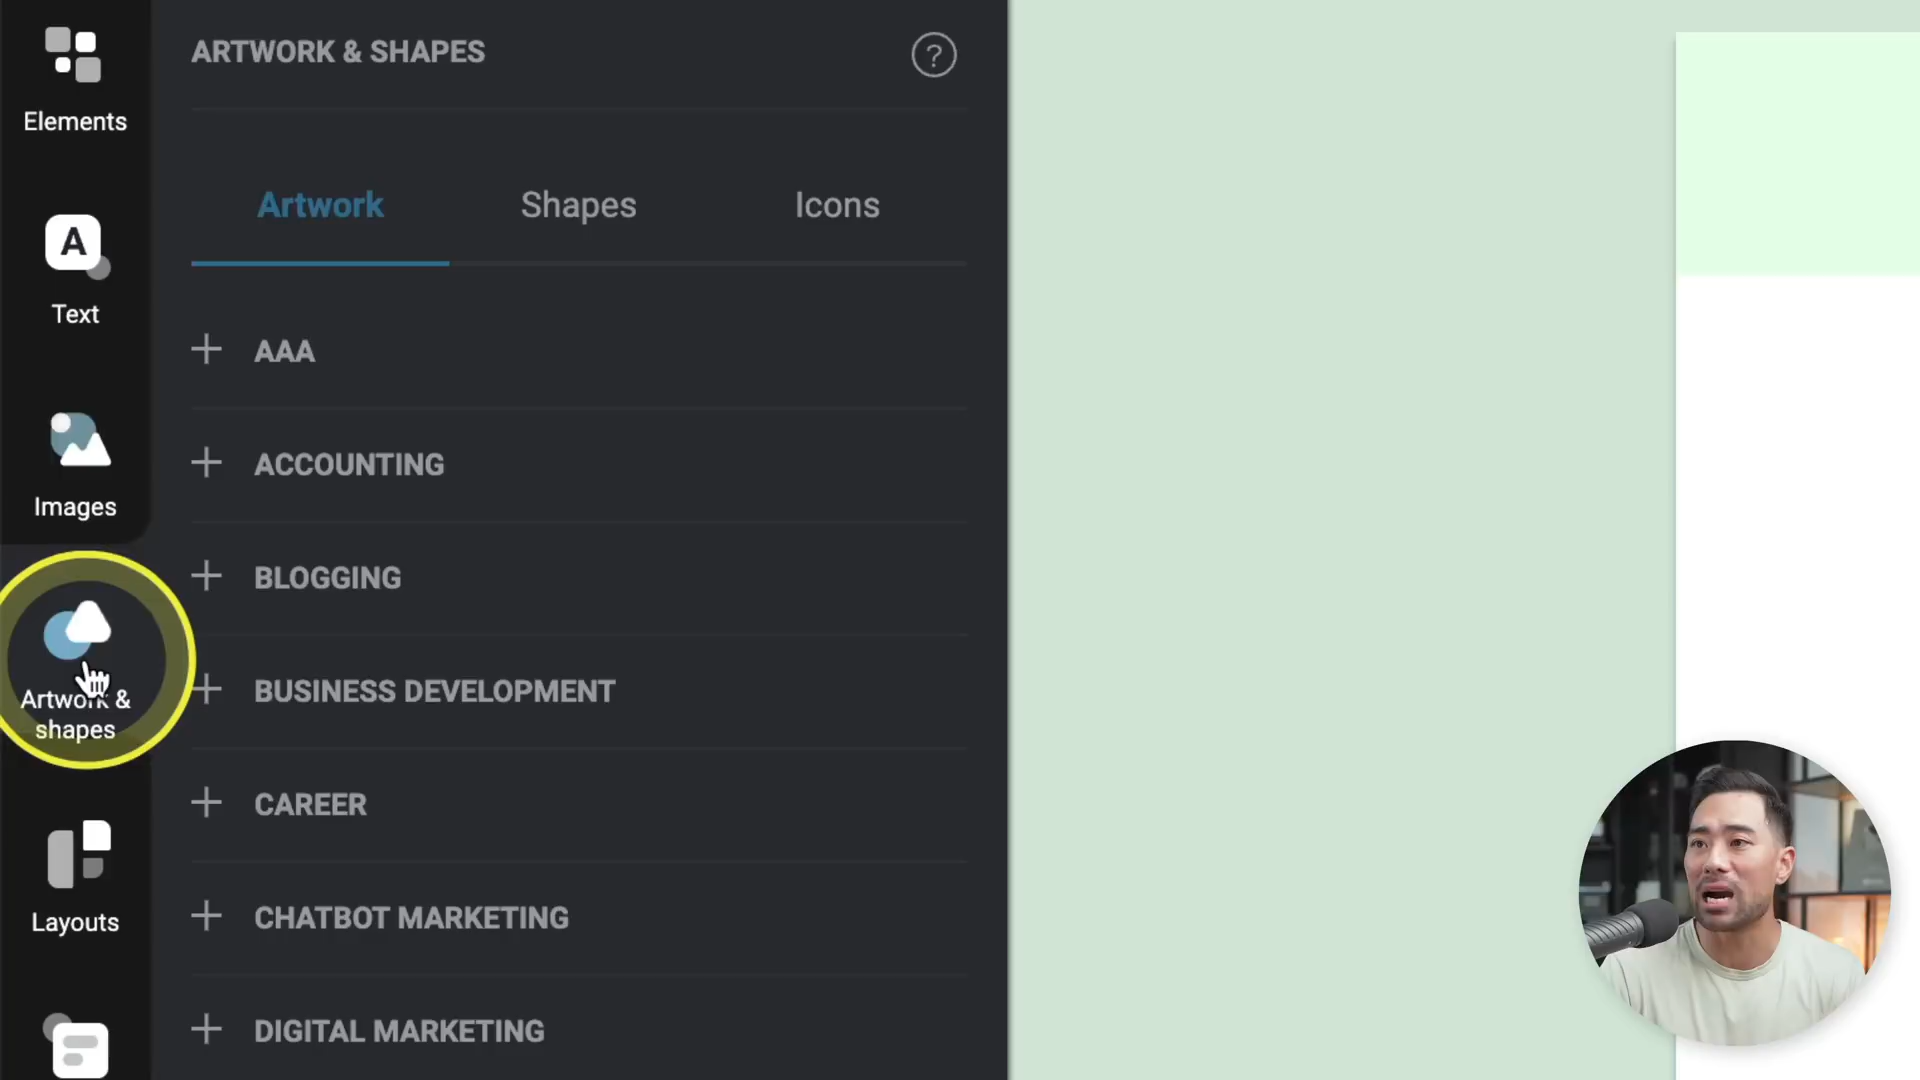 Elements
Text
Images
Artwork &
shapes
Layouts
ARTWORK & SHAPES
?
Artwork
Shapes
Icons
AAA
ACCOUNTING
BLOGGING
BUSINESS DEVELOPMENT
CAREER
CHATBOT MARKETING
DIGITAL MARKETING